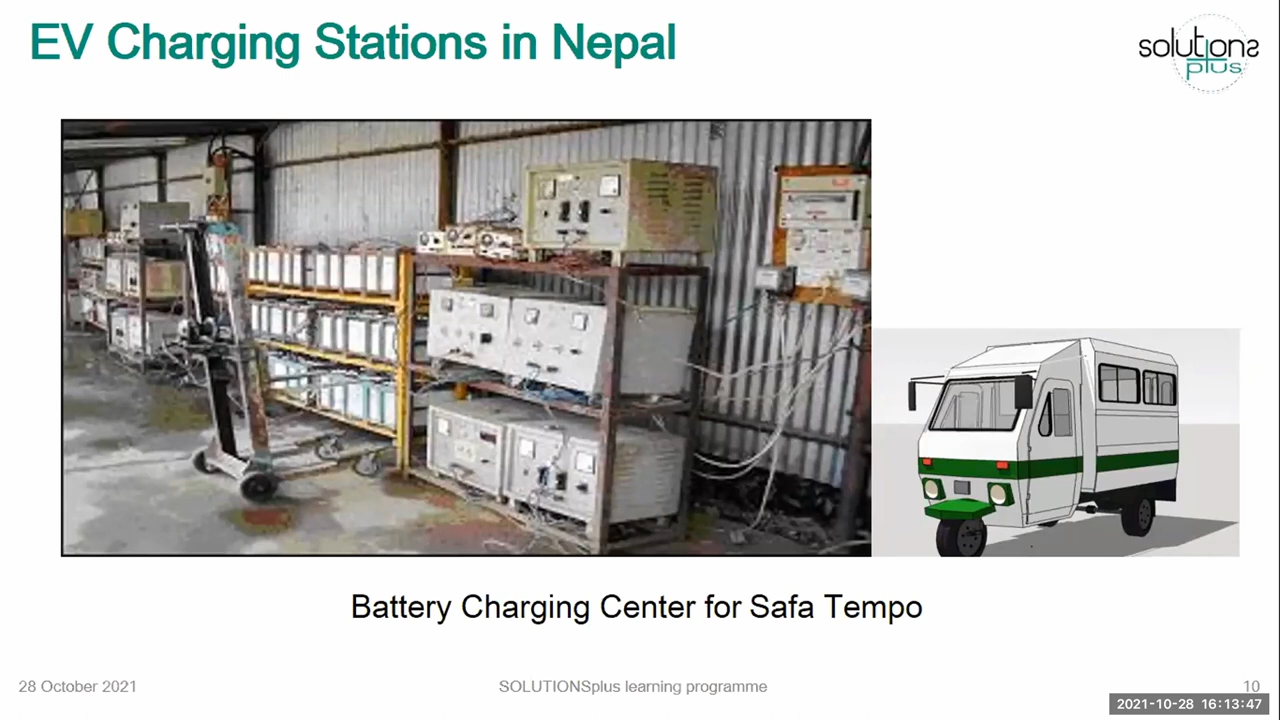 EV Charging Stations in Nepal
solutions
plus
Battery Charging Center for Safa Tempo
28 October 2021
SOLUTIONSplus learning programme
10
2021-10-28 16:13:47